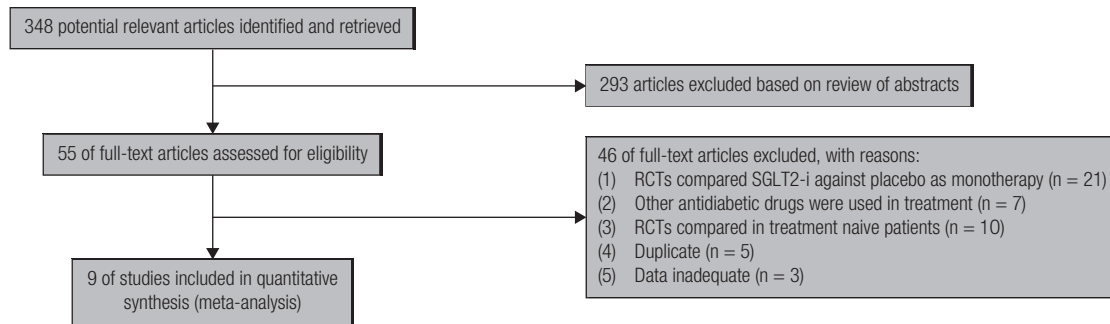 348 potential relevant articles identified and retrieved
293 articles excluded based on review of abstracts
55 of full-text articles assessed for eligibility
46 of full-text articles excluded, with reasons:
(1) RCTs compared SGLT2-i against placebo as monotherapy (n = 21)
(2) Other antidiabetic drugs were used in treatment (n = 7)
(3) RCTs compared in treatment naive patients (n = 10)
(4) Duplicate (n = 5)
(5) Data inadequate (n = 3)
9 of studies included in quantitative
synthesis (meta-analysis)